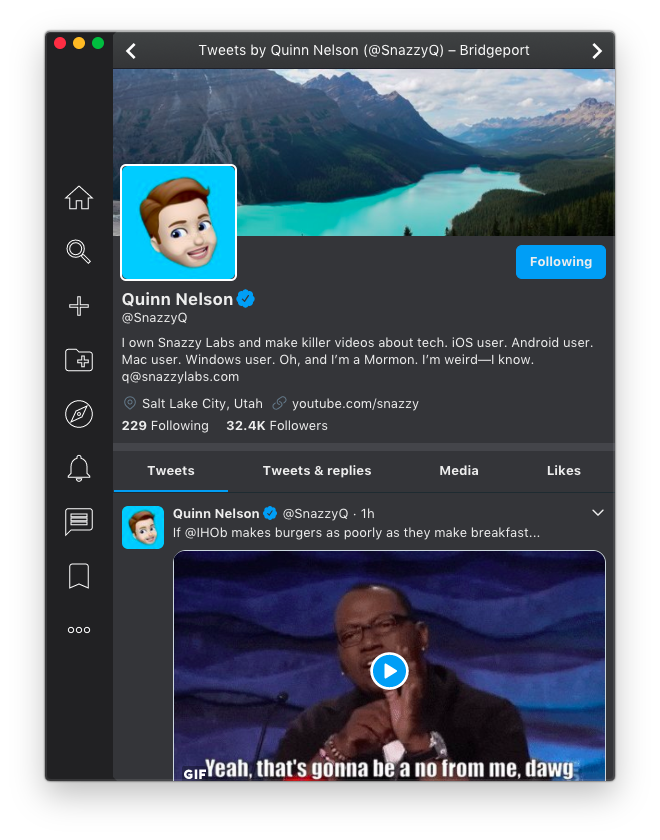 Tweets by Quinn Nelson (@SnazzyQ) – Bridgeport
Following
Quinn Nelson
@SnazzyQ
I own Snazzy Labs and make killer videos about tech. iOS user. Android user.
Mac user. Windows user. Oh, and I'm a Mormon. I'm weird—I know.
q@snazzylabs.com
Salt Lake City, Utah youtube.com/snazzy
229 Following 32.4K Followers
Tweets Tweets & replies Media Likes
Quinn Nelson @SnazzyQ · 1h
If @IHOb makes burgers as poorly as they make breakfast...
GIF Yeah, that's gonna be a no from me, dawg